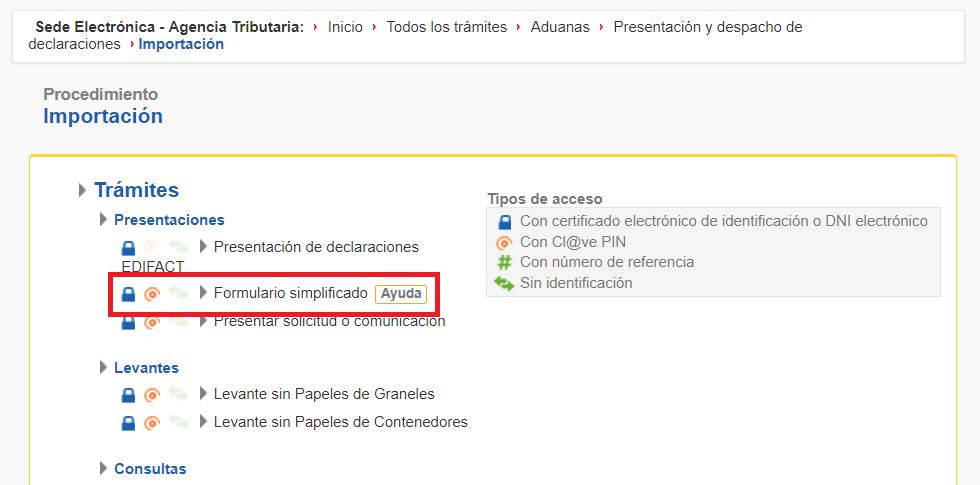 Sede Electrónica - Agencia Tributaria: › Inicio › Todos los trámites › Aduanas › Presentación y despacho de
declaraciones › Importación
Procedimiento
Importación
Trámites
Presentaciones
Presentación de declaraciones
EDIFACT
Formulario simplificado Ayuda
Presentar solicitud o comunicación
Levantes
Levante sin Papeles de Graneles
Levante sin Papeles de Contenedores
Consultas
Tipos de acceso
Con certificado electrónico de identificación o DNI electrónico
Con Cl@ve PIN
Con número de referencia
Sin identificación